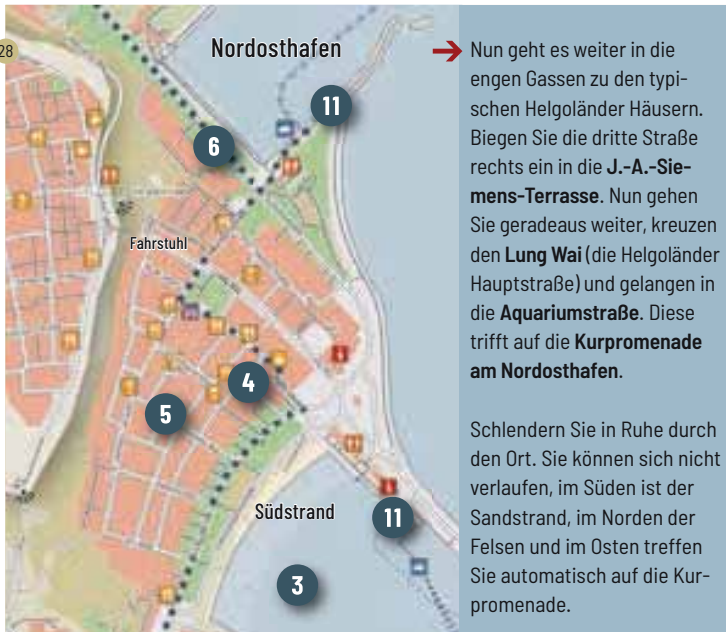 28
Nordosthafen
11
6
Fahrstuhl
4
5
Südstrand
11
3
Nun geht es weiter in die
engen Gassen zu den typi-
schen Helgoländer Häusern.
Biegen Sie die dritte Straße
rechts ein in die J.-A.-Sie-
mens-Terrasse. Nun gehen
Sie geradeaus weiter, kreuzen
den Lung Wai (die Helgoländer
Hauptstraße) und gelangen in
die Aquariumstraße. Diese
trifft auf die Kurpromenade
am Nordosthafen.
Schlendern Sie in Ruhe durch
den Ort. Sie können sich nicht
verlaufen, im Süden ist der
Sandstrand, im Norden der
Felsen und im Osten treffen
Sie automatisch auf die Kur-
promenade.